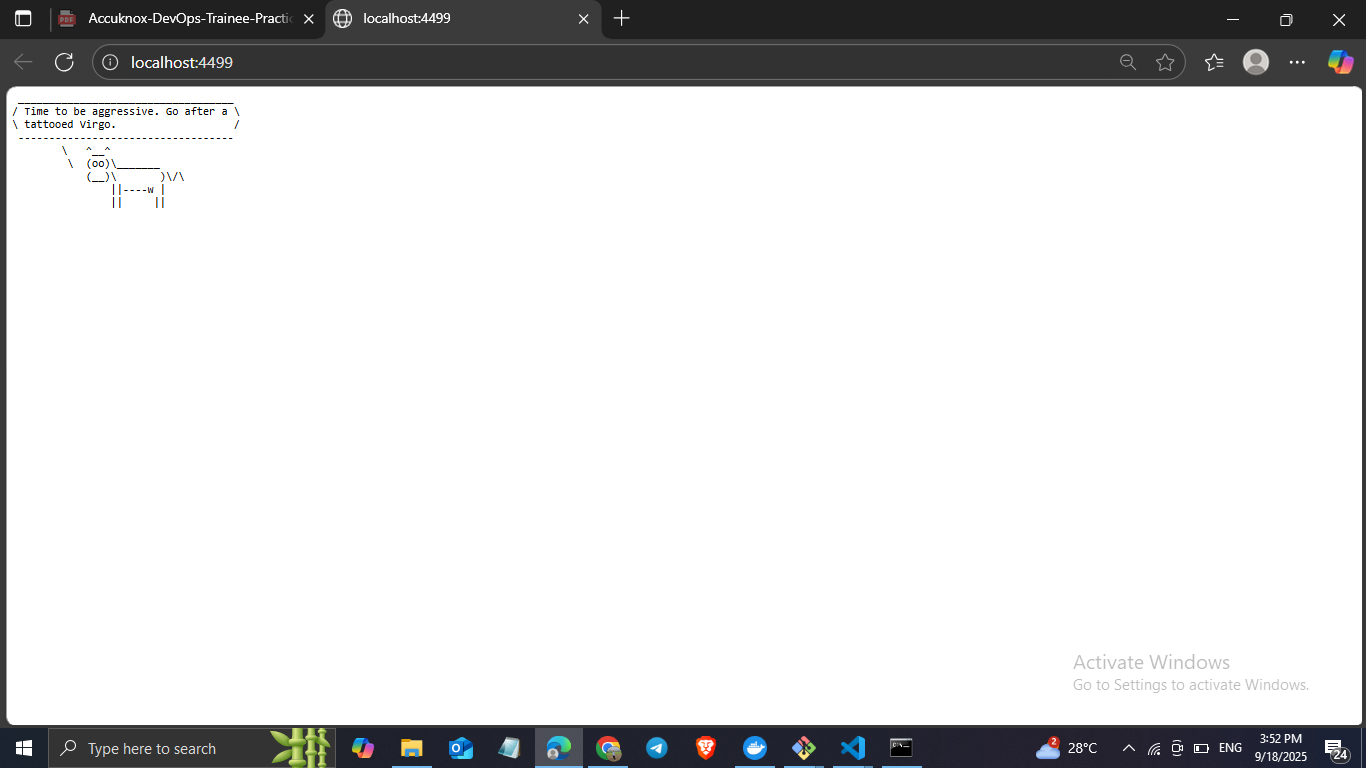 Accuknox-DevOps-Trainee-Practic
localhost:4499
localhost:4499
 ___________________________________
/ Time to be aggressive. Go after a \
\ tattooed Virgo.                   /
 -----------------------------------
        \   ^__^
         \  (oo)\_______
            (__)\       )\/\
                ||----w |
                ||     ||
Activate Windows
Go to Settings to activate Windows.
Type here to search
2
28°C
ENG
3:52 PM
9/18/2025
24